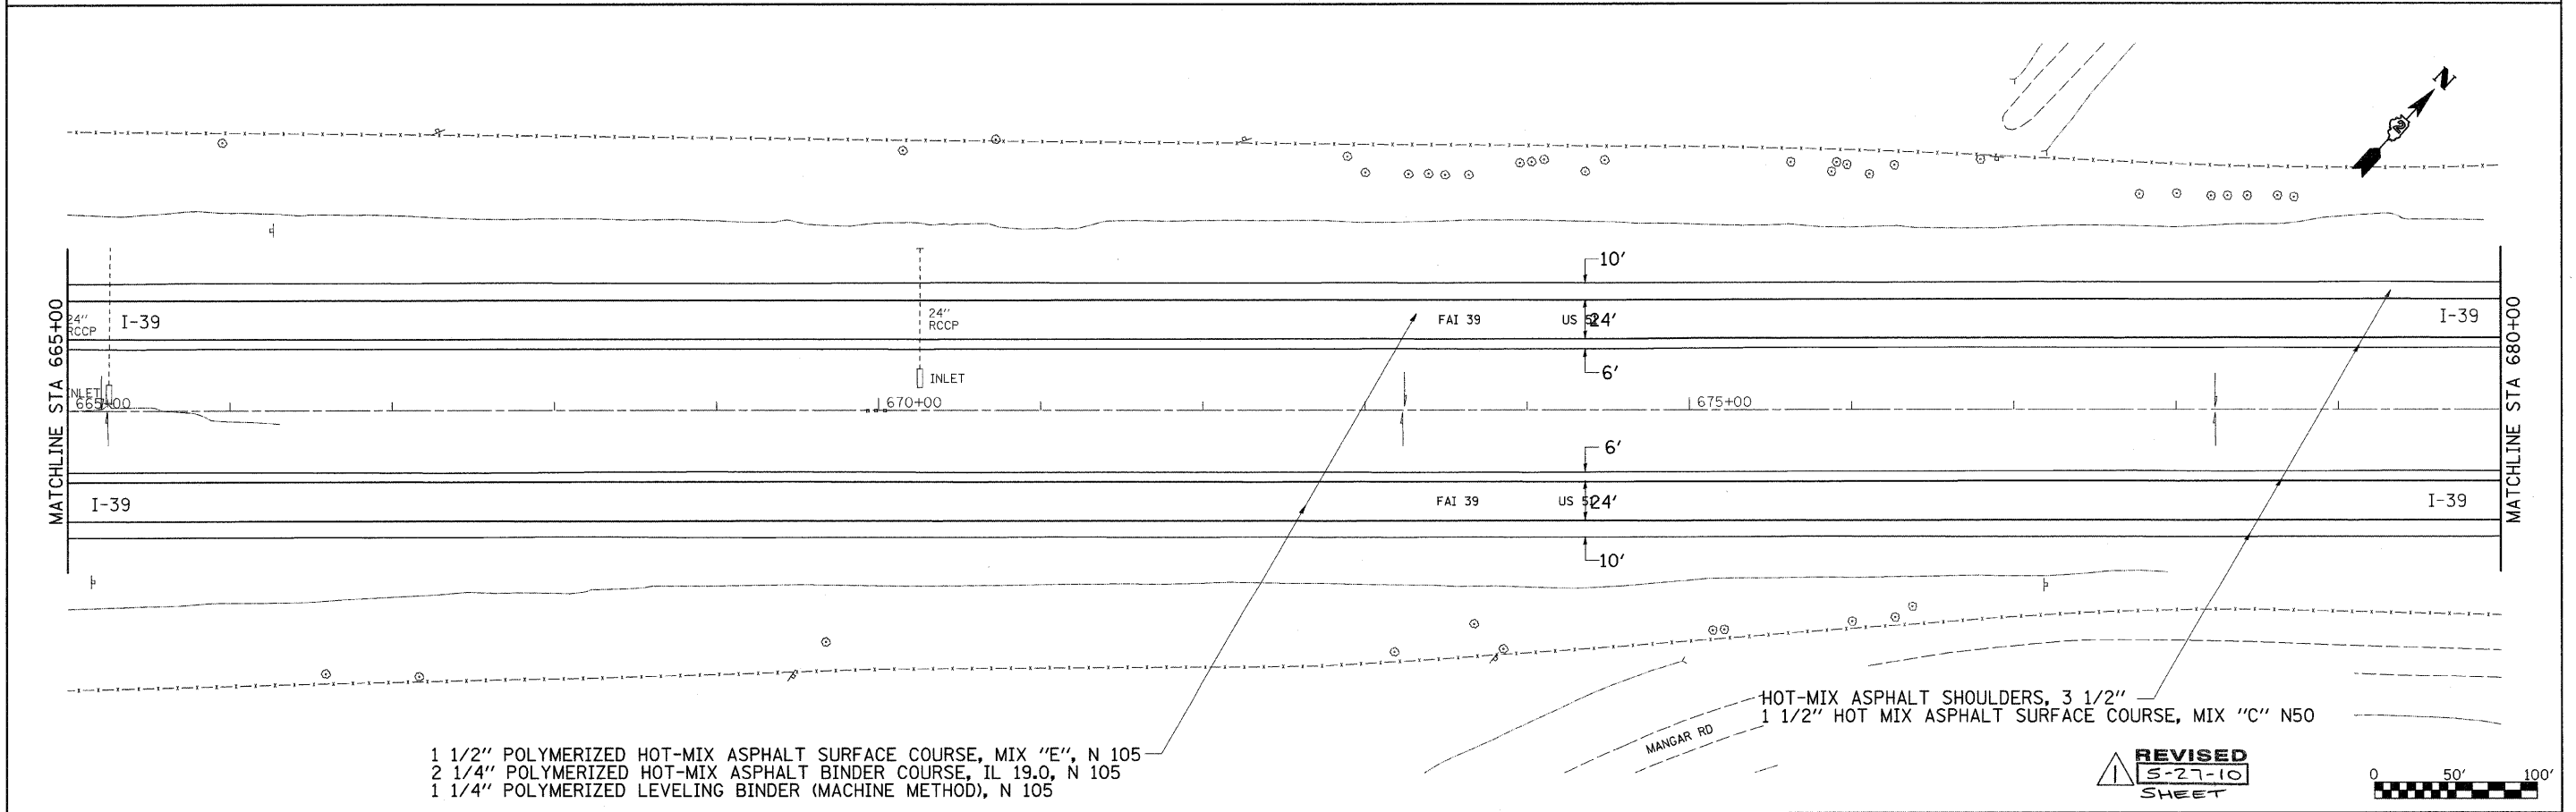 N
10'
MATCHLINE STA 665+00
24"
RCCP
I-39
24"
RCCP
FAI 39
US
24'
I-39
MATCHLINE STA 680+00
6'
INLET
665+00
670+00
675+00
6'
I-39
FAI 39
US
24'
I-39
10'
HOT-MIX ASPHALT SHOULDERS, 3 1/2"
1 1/2" HOT MIX ASPHALT SURFACE COURSE, MIX "C" N50
MANGAR RD
1 1/2" POLYMERIZED HOT-MIX ASPHALT SURFACE COURSE, MIX "E", N 105
2 1/4" POLYMERIZED HOT-MIX ASPHALT BINDER COURSE, IL 19.0, N 105
1 1/4" POLYMERIZED LEVELING BINDER (MACHINE METHOD), N 105
1
REVISED
5-27-10
SHEET
0 50' 100'